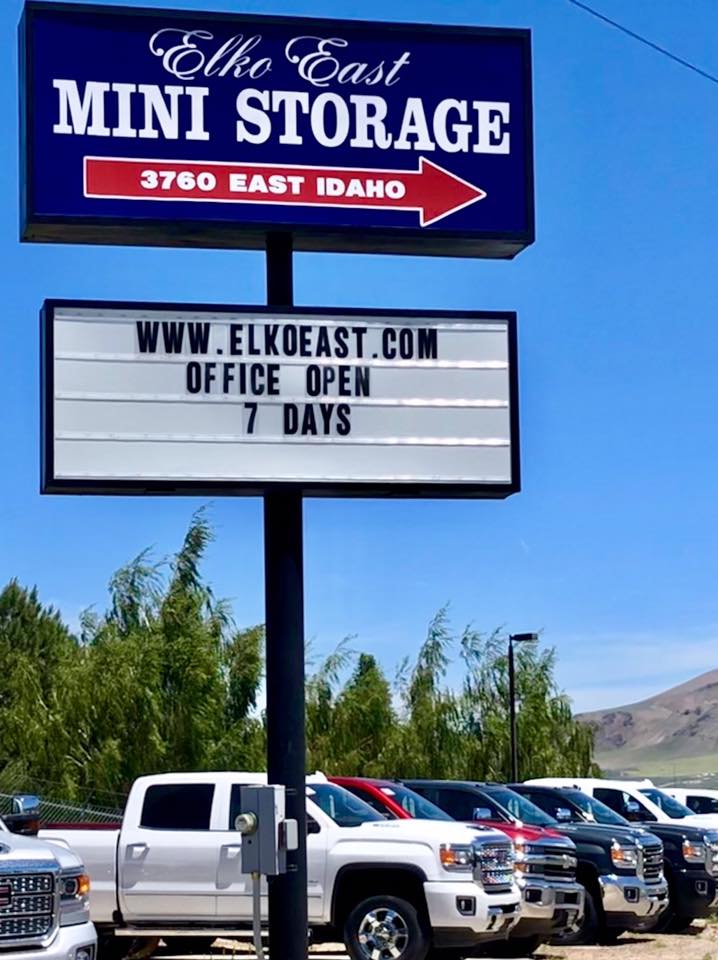 Elko East
MINI STORAGE
3760 EAST IDAHO
WWW.ELKOEAST.COM
OFFICE OPEN
7 DAYS